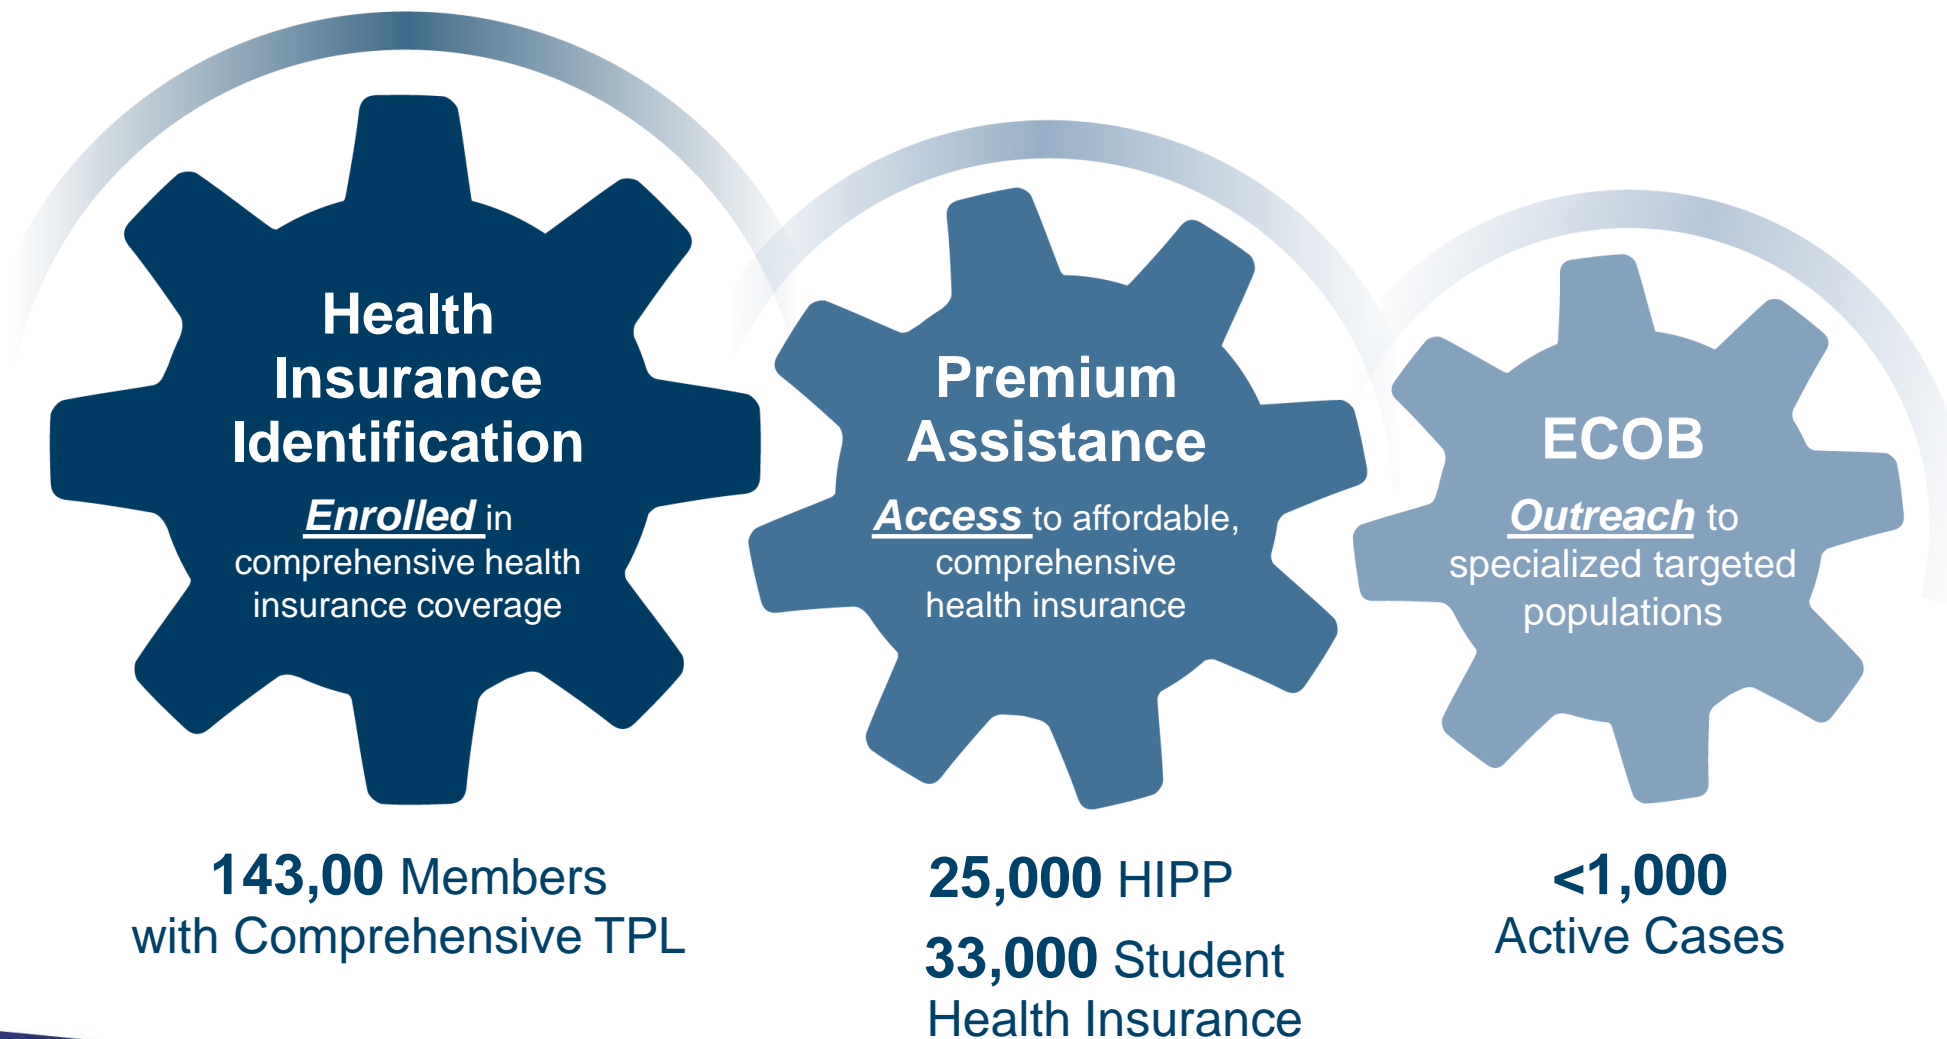 Health
Insurance
Identification
Enrolled in
comprehensive health
insurance coverage
Premium
Assistance
Access to affordable,
comprehensive
health insurance
ECOB
Outreach to
specialized targeted
populations
143,00 Members
with Comprehensive TPL
25,000 HIPP
33,000 Student
Health Insurance
<1,000
Active Cases